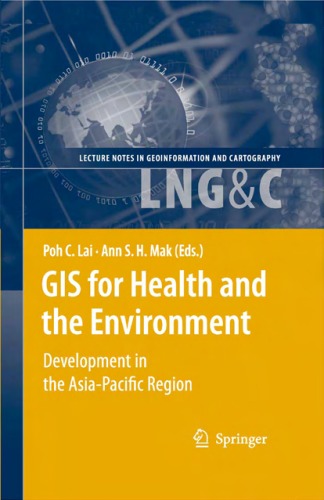 LECTURE NOTES IN GEOINFORMATION AND CARTOGRAPHY
LNG&C
Poh C. Lai · Ann S. H. Mak (Eds.)
GIS for Health and
the Environment
Development in
the Asia-Pacific Region
Springer